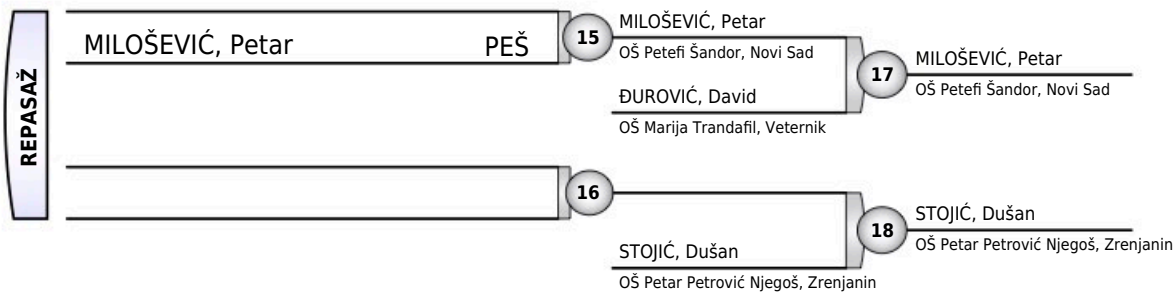 REPASAŽ
MILOŠEVIĆ, Petar PEŠ
15
MILOŠEVIĆ, Petar
OŠ Petefi Šandor, Novi Sad
ĐUROVIĆ, David
OŠ Marija Trandafil, Veternik
17
MILOŠEVIĆ, Petar
OŠ Petefi Šandor, Novi Sad
16
STOJIĆ, Dušan
OŠ Petar Petrović Njegoš, Zrenjanin
18
STOJIĆ, Dušan
OŠ Petar Petrović Njegoš, Zrenjanin